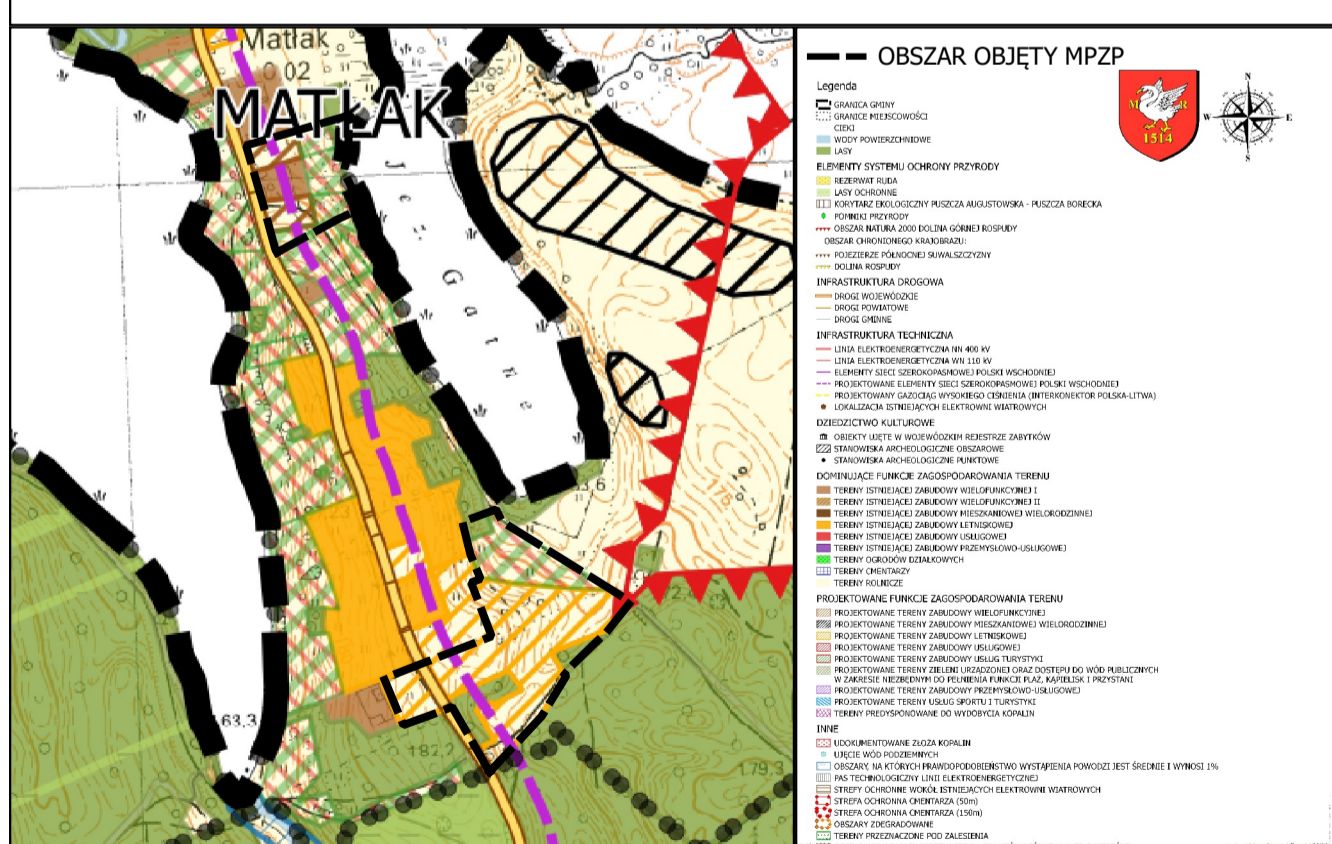 Matłak
0.02
MATŁAK
Jez. Gałne
63,3
182,2
179.3
175
OBSZAR OBJĘTY MPZP
M R
1514
N
W E
S
Legenda
GRANICA GMINY
GRANICE MIEJSCOWOŚCI
CIEKI
WODY POWIERZCHNIOWE
LASY
ELEMENTY SYSTEMU OCHRONY PRZYRODY
REZERWAT RUDA
LASY OCHRONNE
KORYTARZ EKOLOGICZNY PUSZCZA AUGUSTOWSKA - PUSZCZA BORECKA
POMNIKI PRZYRODY
OBSZAR NATURA 2000 DOLINA GÓRNEJ ROSPUDY
OBSZAR CHRONIONEGO KRAJOBRAZU:
POJEZIERZE PÓŁNOCNEJ SUWALSZCZYZNY
DOLINA ROSPUDY
INFRASTRUKTURA DROGOWA
DROGI WOJEWÓDZKIE
DROGI POWIATOWE
DROGI GMINNE
INFRASTRUKTURA TECHNICZNA
LINIA ELEKTROENERGETYCZNA NN 400 kV
LINIA ELEKTROENERGETYCZNA WN 110 kV
ELEMENTY SIECI SZEROKOPASMOWEJ POLSKI WSCHODNIEJ
PROJEKTOWANE ELEMENTY SIECI SZEROKOPASMOWEJ POLSKI WSCHODNIEJ
PROJEKTOWANY GAZOCIĄG WYSOKIEGO CIŚNIENIA (INTERKONEKTOR POLSKA-LITWA)
LOKALIZACJA ISTNIEJĄCYCH ELEKTROWNI WIATROWYCH
DZIEDZICTWO KULTUROWE
OBIEKTY UJĘTE W WOJEWÓDZKIM REJESTRZE ZABYTKÓW
STANOWISKA ARCHEOLOGICZNE OBSZAROWE
STANOWISKA ARCHEOLOGICZNE PUNKTOWE
DOMINUJĄCE FUNKCJE ZAGOSPODAROWANIA TERENU
TERENY ISTNIEJĄCEJ ZABUDOWY WIELOFUNKCYJNEJ I
TERENY ISTNIEJĄCEJ ZABUDOWY WIELOFUNKCYJNEJ II
TERENY ISTNIEJĄCEJ ZABUDOWY MIESZKANIOWEJ WIELORODZINNEJ
TERENY ISTNIEJĄCEJ ZABUDOWY LETNISKOWEJ
TERENY ISTNIEJĄCEJ ZABUDOWY USŁUGOWEJ
TERENY ISTNIEJĄCEJ ZABUDOWY PRZEMYSŁOWO-USŁUGOWEJ
TERENY OGRODÓW DZIAŁKOWYCH
TERENY CMENTARZY
TERENY ROLNICZE
PROJEKTOWANE FUNKCJE ZAGOSPODAROWANIA TERENU
PROJEKTOWANE TERENY ZABUDOWY WIELOFUNKCYJNEJ
PROJEKTOWANE TERENY ZABUDOWY MIESZKANIOWEJ WIELORODZINNEJ
PROJEKTOWANE TERENY ZABUDOWY LETNISKOWEJ
PROJEKTOWANE TERENY ZABUDOWY USŁUGOWEJ
PROJEKTOWANE TERENY ZABUDOWY USŁUG TURYSTYKI
PROJEKTOWANE TERENY ZIELENI URZĄDZONEJ ORAZ DOSTĘPU DO WÓD PUBLICZNYCH
W ZAKRESIE NIEZBĘDNYM DO PEŁNIENIA FUNKCJI PLAŻ, KĄPIELISK I PRZYSTANI
PROJEKTOWANE TERENY ZABUDOWY PRZEMYSŁOWO-USŁUGOWEJ
PROJEKTOWANE TERENY USŁUG SPORTU I TURYSTYKI
TERENY PREDYSPONOWANE DO WYDOBYCIA KOPALIN
INNE
UDOKUMENTOWANE ZŁOŻA KOPALIN
UJĘCIE WÓD PODZIEMNYCH
OBSZARY, NA KTÓRYCH PRAWDOPODOBIEŃSTWO WYSTĄPIENIA POWODZI JEST ŚREDNIE I WYNOSI 1%
PAS TECHNOLOGICZNY LINII ELEKTROENERGETYCZNEJ
STREFY OCHRONNE WOKÓŁ ISTNIEJĄCYCH ELEKTROWNI WIATROWYCH
STREFA OCHRONNA CMENTARZA (50m)
STREFA OCHRONNA CMENTARZA (150m)
OBSZARY ZDEGRADOWANE
TERENY PRZEZNACZONE POD ZALESIENIA